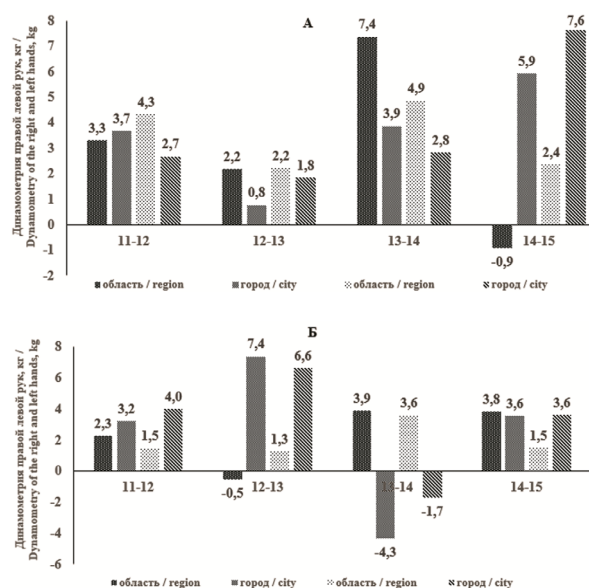 А
Динамометрия правой левой рук, кг /
Dynamometry of the right and left hands, kg
8
7
6
5
4
3
2
1
0
-1
-2
3,3 3,7 4,3 2,7
2,2 0,8 2,2 1,8
7,4 3,9 4,9 2,8
-0,9 5,9 2,4 7,6
11-12 12-13 13-14 14-15
область / region город / city область / region город / city
Б
Динамометрия правой левой рук, кг /
Dynamometry of the right and left hands, kg
8
6
4
2
0
-2
-4
-6
2,3 3,2 1,5 4,0
-0,5 7,4 1,3 6,6
3,9 -4,3 3,6 -1,7
3,8 3,6 1,5 3,6
11-12 12-13 13-14 14-15
область / region город / city область / region город / city